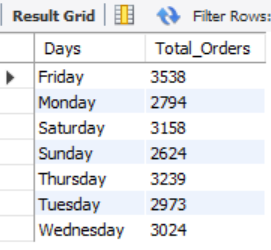 Result Grid Filter Rows:
Days Total_Orders
Friday 3538
Monday 2794
Saturday 3158
Sunday 2624
Thursday 3239
Tuesday 2973
Wednesday 3024